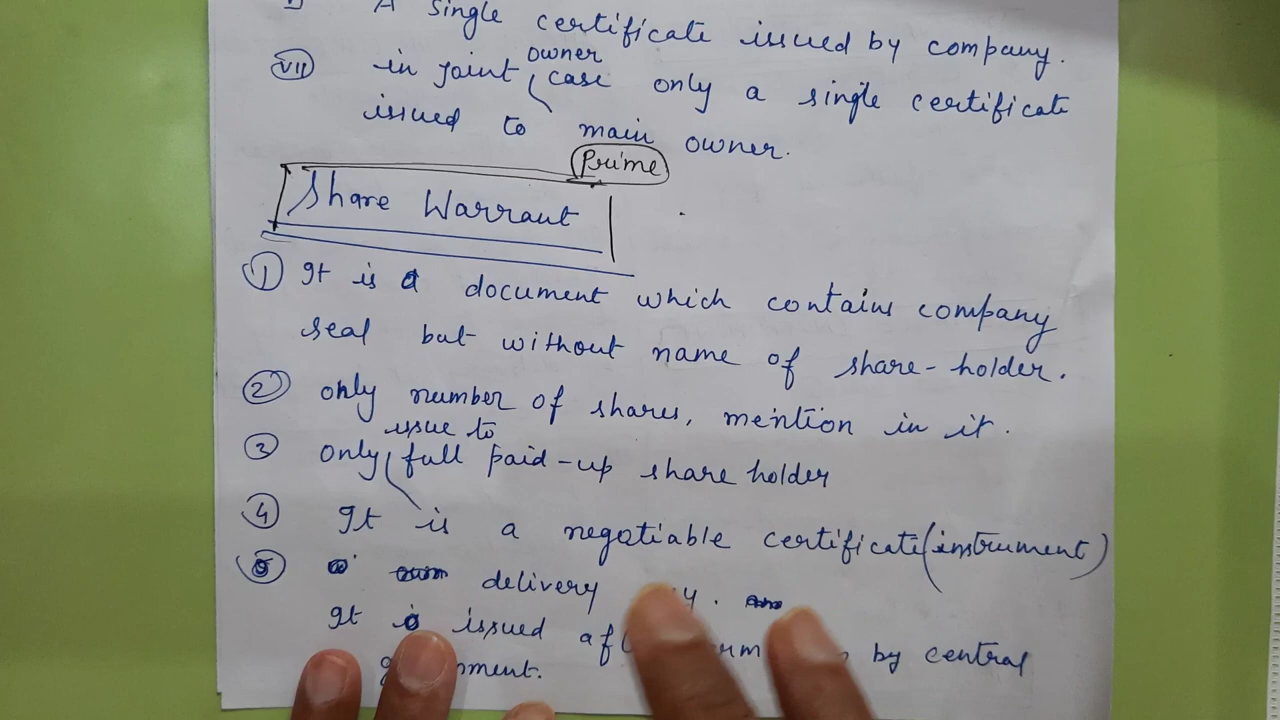 A single certificate issued by company.
VII in joint owner case only a single certificate
issued to main owner.
Prime
Share Warrant
1 It is a document which contains company
seal but without name of share-holder.
2 only number of shares, mention in it.
3 only issue to full paid-up share holder
4 It is a negotiable certificate (instrument)
5 delivery
It is issued by central